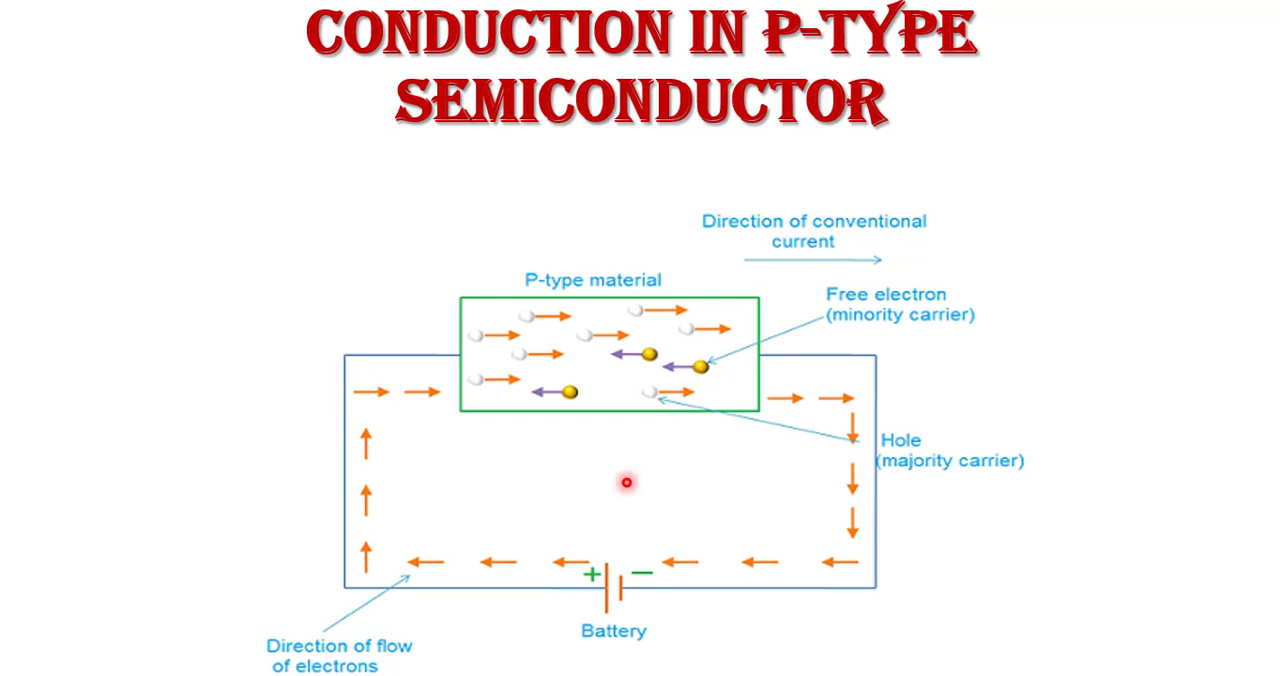 CONDUCTION IN P-TYPE
SEMICONDUCTOR
Direction of conventional
current
P-type material
Free electron
(minority carrier)
Hole
(majority carrier)
+
−
Battery
Direction of flow
of electrons